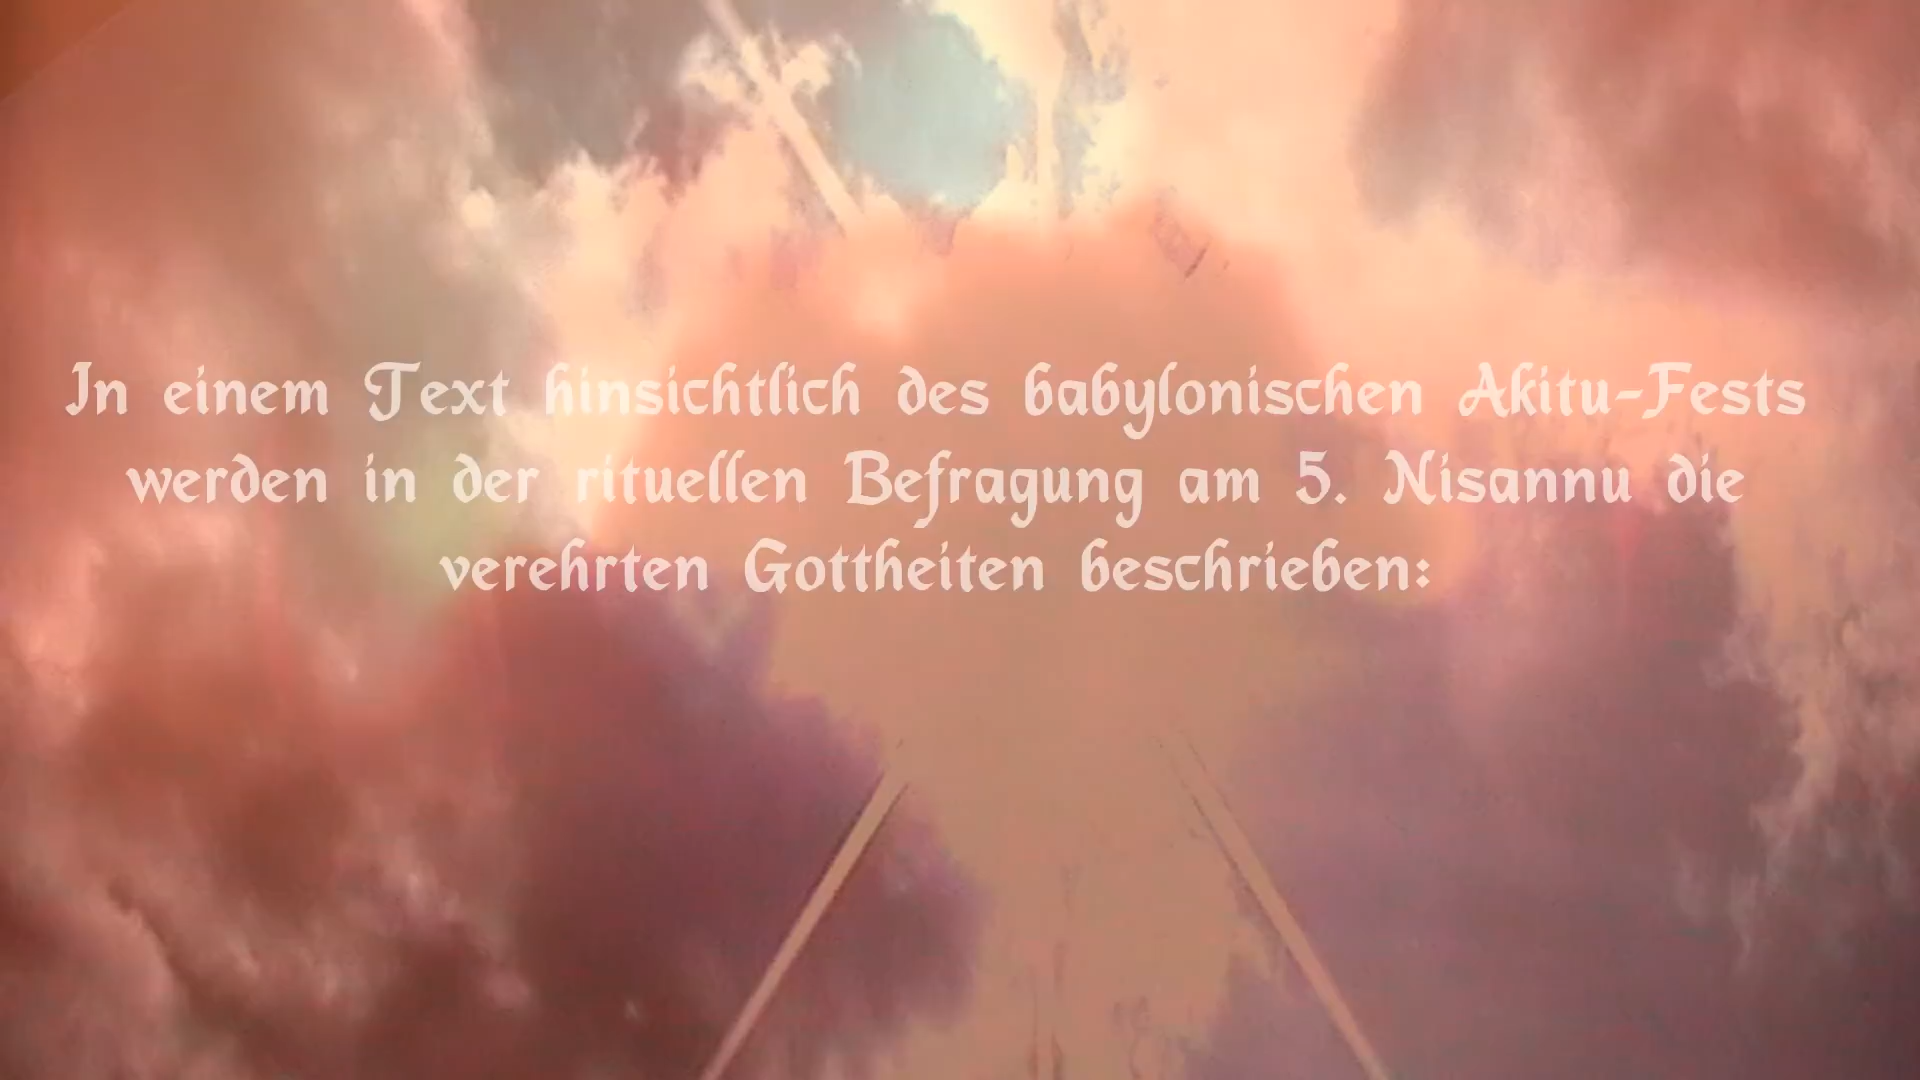 In einem Text hinsichtlich des babylonischen Akitu-Fests
werden in der rituellen Befragung am 5. Nisannu die
verehrten Gottheiten beschrieben: